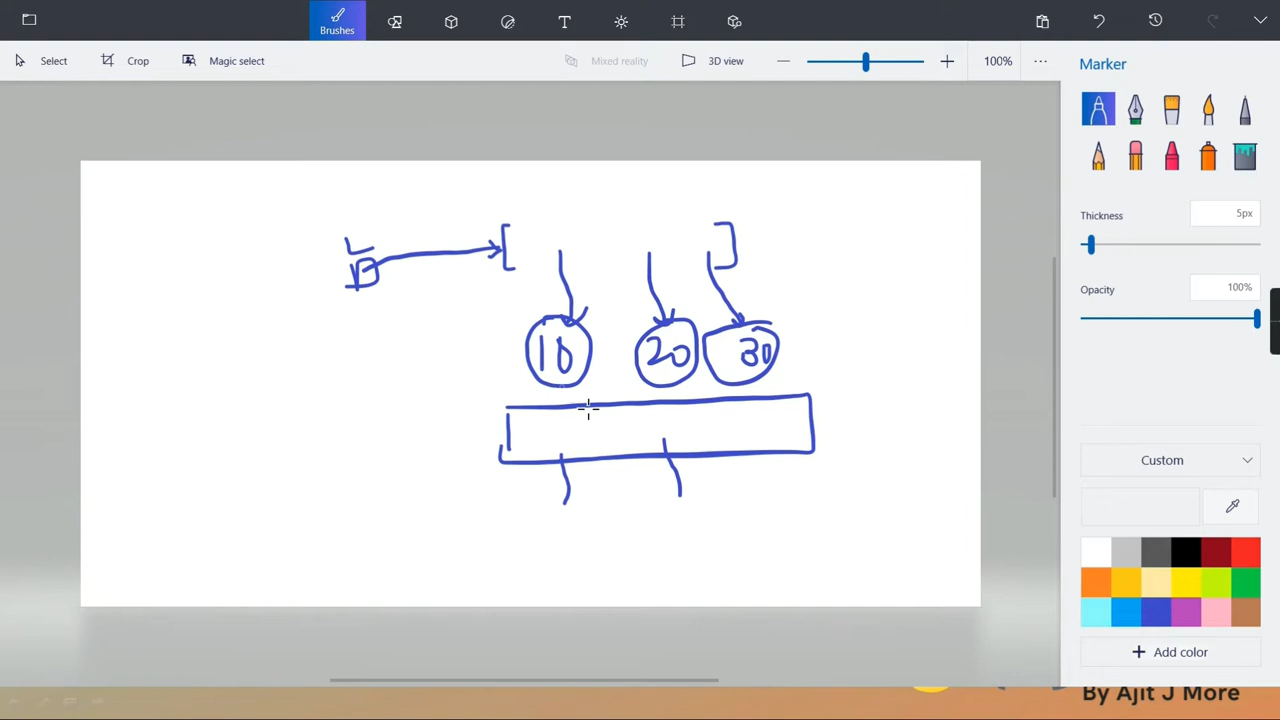 Brushes
Select
Crop
Magic select
Mixed reality
3D view
100%
Marker
Thickness
5px
Opacity
100%
L
[ ]
10 20 30
Custom
Add color
By Ajit J More